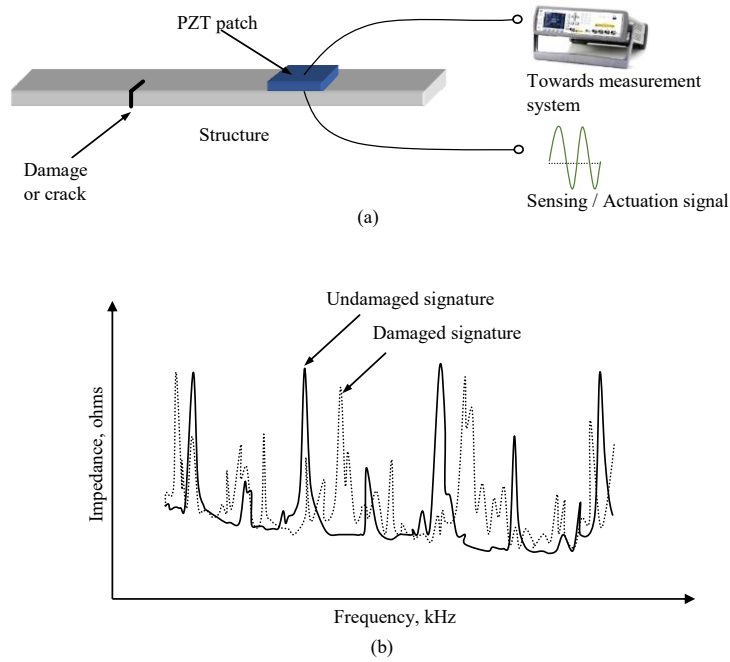 PZT patch
Towards measurement
system
Structure
Damage
or crack
Sensing / Actuation signal
(a)
Undamaged signature
Damaged signature
Impedance, ohms
Frequency, kHz
(b)